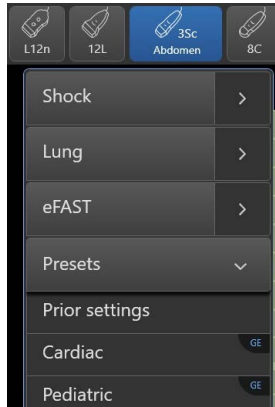 L12n
12L
3Sc
Abdomen
8C
Shock
Lung
eFAST
Presets
Prior settings
Cardiac GE
Pediatric GE